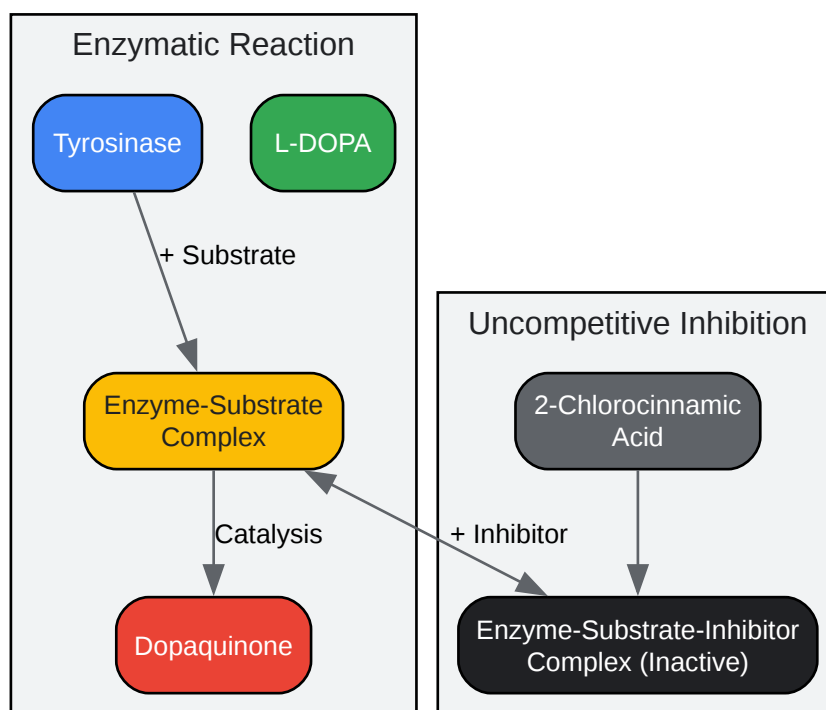 Enzymatic Reaction
Tyrosinase
L-DOPA
+ Substrate
Uncompetitive Inhibition
Enzyme-Substrate
Complex
2-Chlorocinnamic
Acid
Catalysis
+ Inhibitor
Dopaquinone
Enzyme-Substrate-Inhibitor
Complex (Inactive)